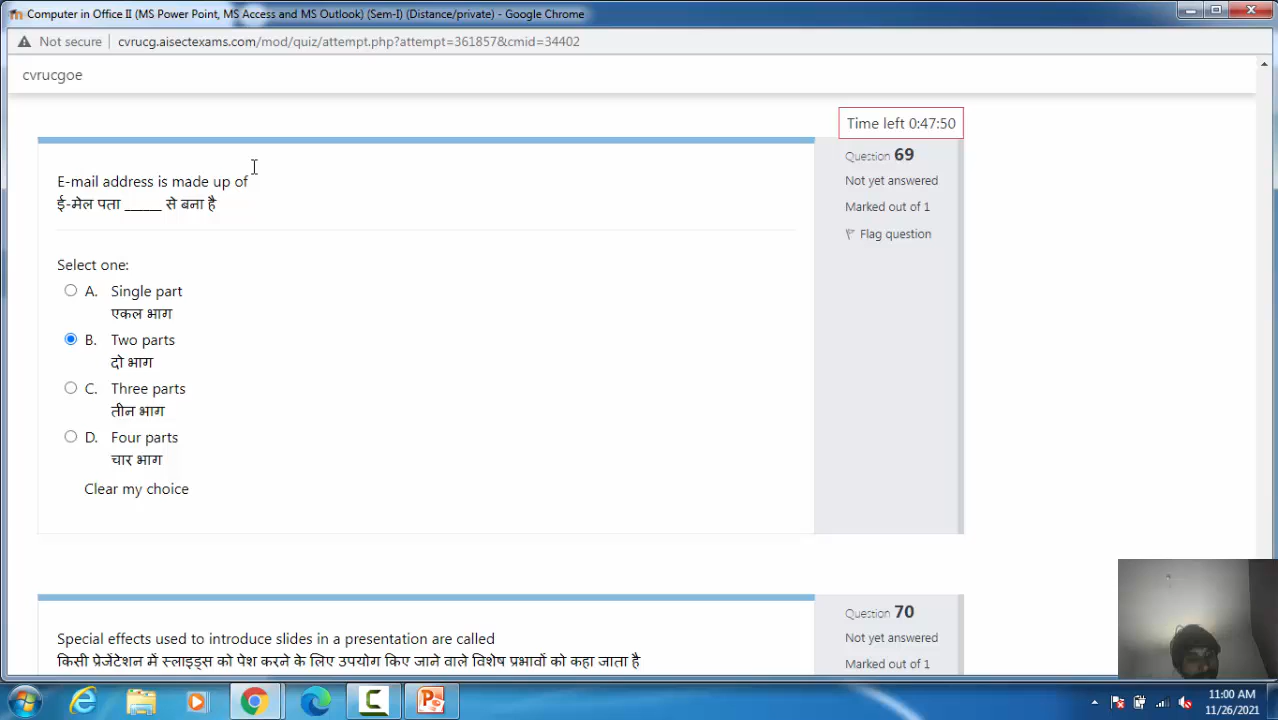 Computer in Office II (MS Power Point, MS Access and MS Outlook) (Sem-I) (Distance/private) - Google Chrome
Not secure | cvrucg.aisectexams.com/mod/quiz/attempt.php?attempt=361857&cmid=34402
cvrucgoe
Time left 0:47:50
Question 69
Not yet answered
Marked out of 1
Flag question
E-mail address is made up of
ई-मेल पता ______ से बना है
Select one:
A. Single part
एकल भाग
B. Two parts
दो भाग
C. Three parts
तीन भाग
D. Four parts
चार भाग
Clear my choice
Question 70
Not yet answered
Marked out of 1
Special effects used to introduce slides in a presentation are called
किसी प्रेजेंटेशन में स्लाइड्स को पेश करने के लिए उपयोग किए जाने वाले विशेष प्रभावों को कहा जाता है
11:00 AM
11/26/2021